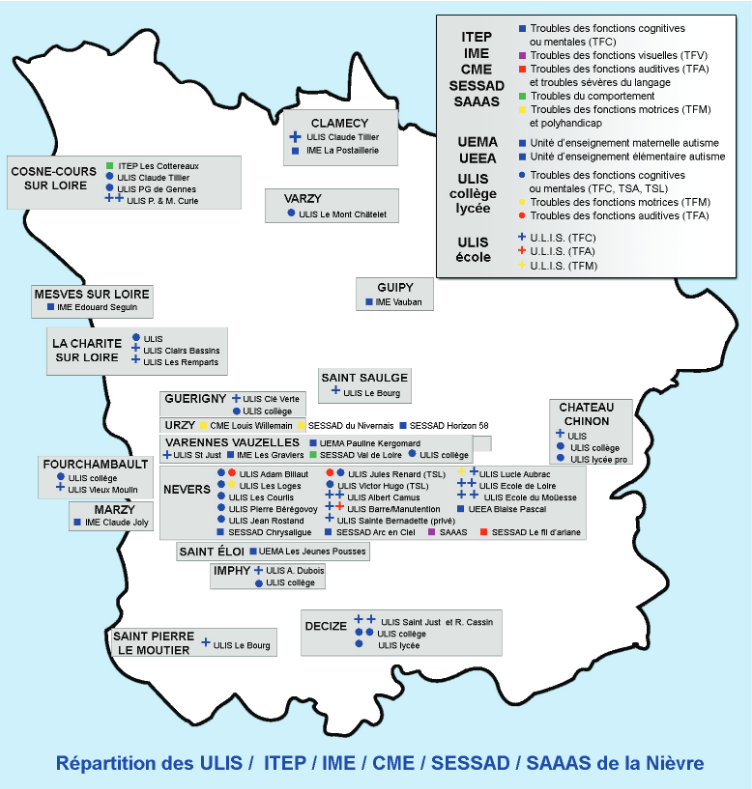 ITEP
IME
CME
SESSAD
SAAAS
Troubles des fonctions cognitives
ou mentales (TFC)
Troubles des fonctions visuelles (TFV)
Troubles des fonctions auditives (TFA)
et troubles sévères du langage
Troubles du comportement
Troubles des fonctions motrices (TFM)
et polyhandicap
UEMA
UEEA
Unité d'enseignement maternelle autisme
Unité d'enseignement élémentaire autisme
ULIS
collège
lycée
Troubles des fonctions cognitives
ou mentales (TFC, TSA, TSL)
Troubles des fonctions motrices (TFM)
Troubles des fonctions auditives (TFA)
ULIS
école
U.L.I.S. (TFC)
U.L.I.S. (TFA)
U.L.I.S. (TFM)
CLAMECY
ULIS Claude Tillier
IME La Postaillerie
COSNE-COURS
SUR LOIRE
ITEP Les Cottereaux
ULIS Claude Tillier
ULIS PG de Gennes
ULIS P. & M. Curie
VARZY
ULIS Le Mont Châtelet
MESVES SUR LOIRE
IME Edouard Seguin
GUIPY
IME Vauban
LA CHARITE
SUR LOIRE
ULIS
ULIS Clairs Bassins
ULIS Les Remparts
SAINT SAULGE
ULIS Le Bourg
GUERIGNY
ULIS Clé Verte
ULIS collège
URZY
CME Louis Willemain
SESSAD du Nivernais
SESSAD Horizon 58
CHATEAU
CHINON
ULIS
ULIS collège
ULIS lycée pro
VARENNES VAUZELLES
UEMA Pauline Kergomard
ULIS St Just
IME Les Graviers
SESSAD Val de Loire
ULIS collège
FOURCHAMBAULT
ULIS collège
ULIS Vieux Moulin
NEVERS
ULIS Adam Billaut
ULIS Les Loges
ULIS Les Courlis
ULIS Pierre Bérégovoy
ULIS Jean Rostand
SESSAD Chrysaligue
ULIS Jules Renard (TSL)
ULIS Victor Hugo (TSL)
ULIS Albert Camus
ULIS Barre/Manutention
ULIS Sainte Bernadette (privé)
SESSAD Arc en Ciel
ULIS Lucie Aubrac
ULIS Ecole de Loire
ULIS Ecole du Moüesse
UEEA Blaise Pascal
SAAAS
SESSAD Le fil d'ariane
MARZY
IME Claude Joly
SAINT ÉLOI
UEMA Les Jeunes Pousses
IMPHY
ULIS A. Dubois
ULIS collège
SAINT PIERRE
LE MOUTIER
ULIS Le Bourg
DECIZE
ULIS Saint Just et R. Cassin
ULIS collège
ULIS lycée
Répartition des ULIS / ITEP / IME / CME / SESSAD / SAAAS de la Nièvre